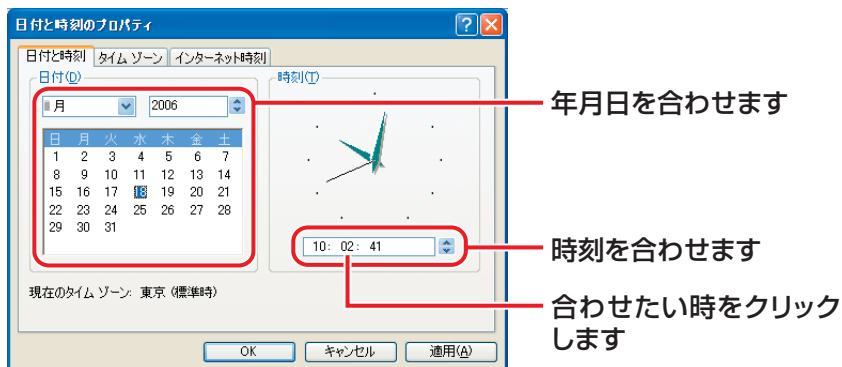 日付と時刻のプロパティ
日付と時刻 タイム ゾーン インターネット時刻
日付(D)
月 2006
日 月 火 水 木 金 土
1 2 3 4 5 6 7
8 9 10 11 12 13 14
15 16 17 18 19 20 21
22 23 24 25 26 27 28
29 30 31
時刻(T)
10: 02: 41
現在のタイム ゾーン: 東京 (標準時)
OK キャンセル 適用(A)
年月日を合わせます
時刻を合わせます
合わせたい時をクリック
します